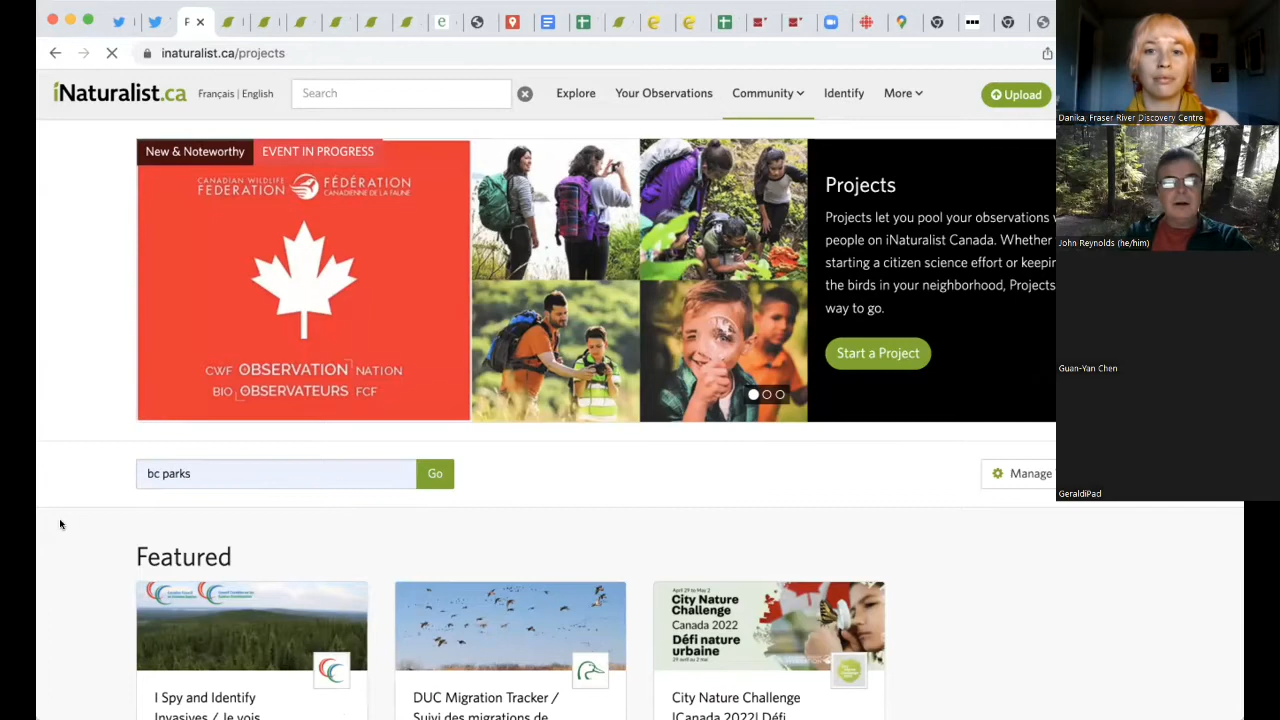 F
inaturalist.ca/projects
iNaturalist.ca
Français | English
Search
Explore
Your Observations
Community
Identify
More
Upload
New & Noteworthy
EVENT IN PROGRESS
CANADIAN WILDLIFE
FEDERATION
FÉDÉRATION
CANADIENNE DE LA FAUNE
CWF OBSERVATION NATION
BIO OBSERVATEURS FCF
Projects
Projects let you pool your observations
people on iNaturalist Canada. Whether
starting a citizen science effort or
the birds in your neighborhood, Projects
way to go.
Start a Project
bc parks
Go
Manage
Featured
I Spy and Identify
Invasives / Je vois
DUC Migration Tracker /
Suivi des migrations de
April 29 to May 2
City Nature
Challenge
Canada 2022
Défi nature
urbaine
29 avril au 2 mai
City Nature Challenge
(Canada 2022) Défi
Danika, Fraser River Discovery Centre
John Reynolds (he/him)
Guan-Yan Chen
GeraldiPad